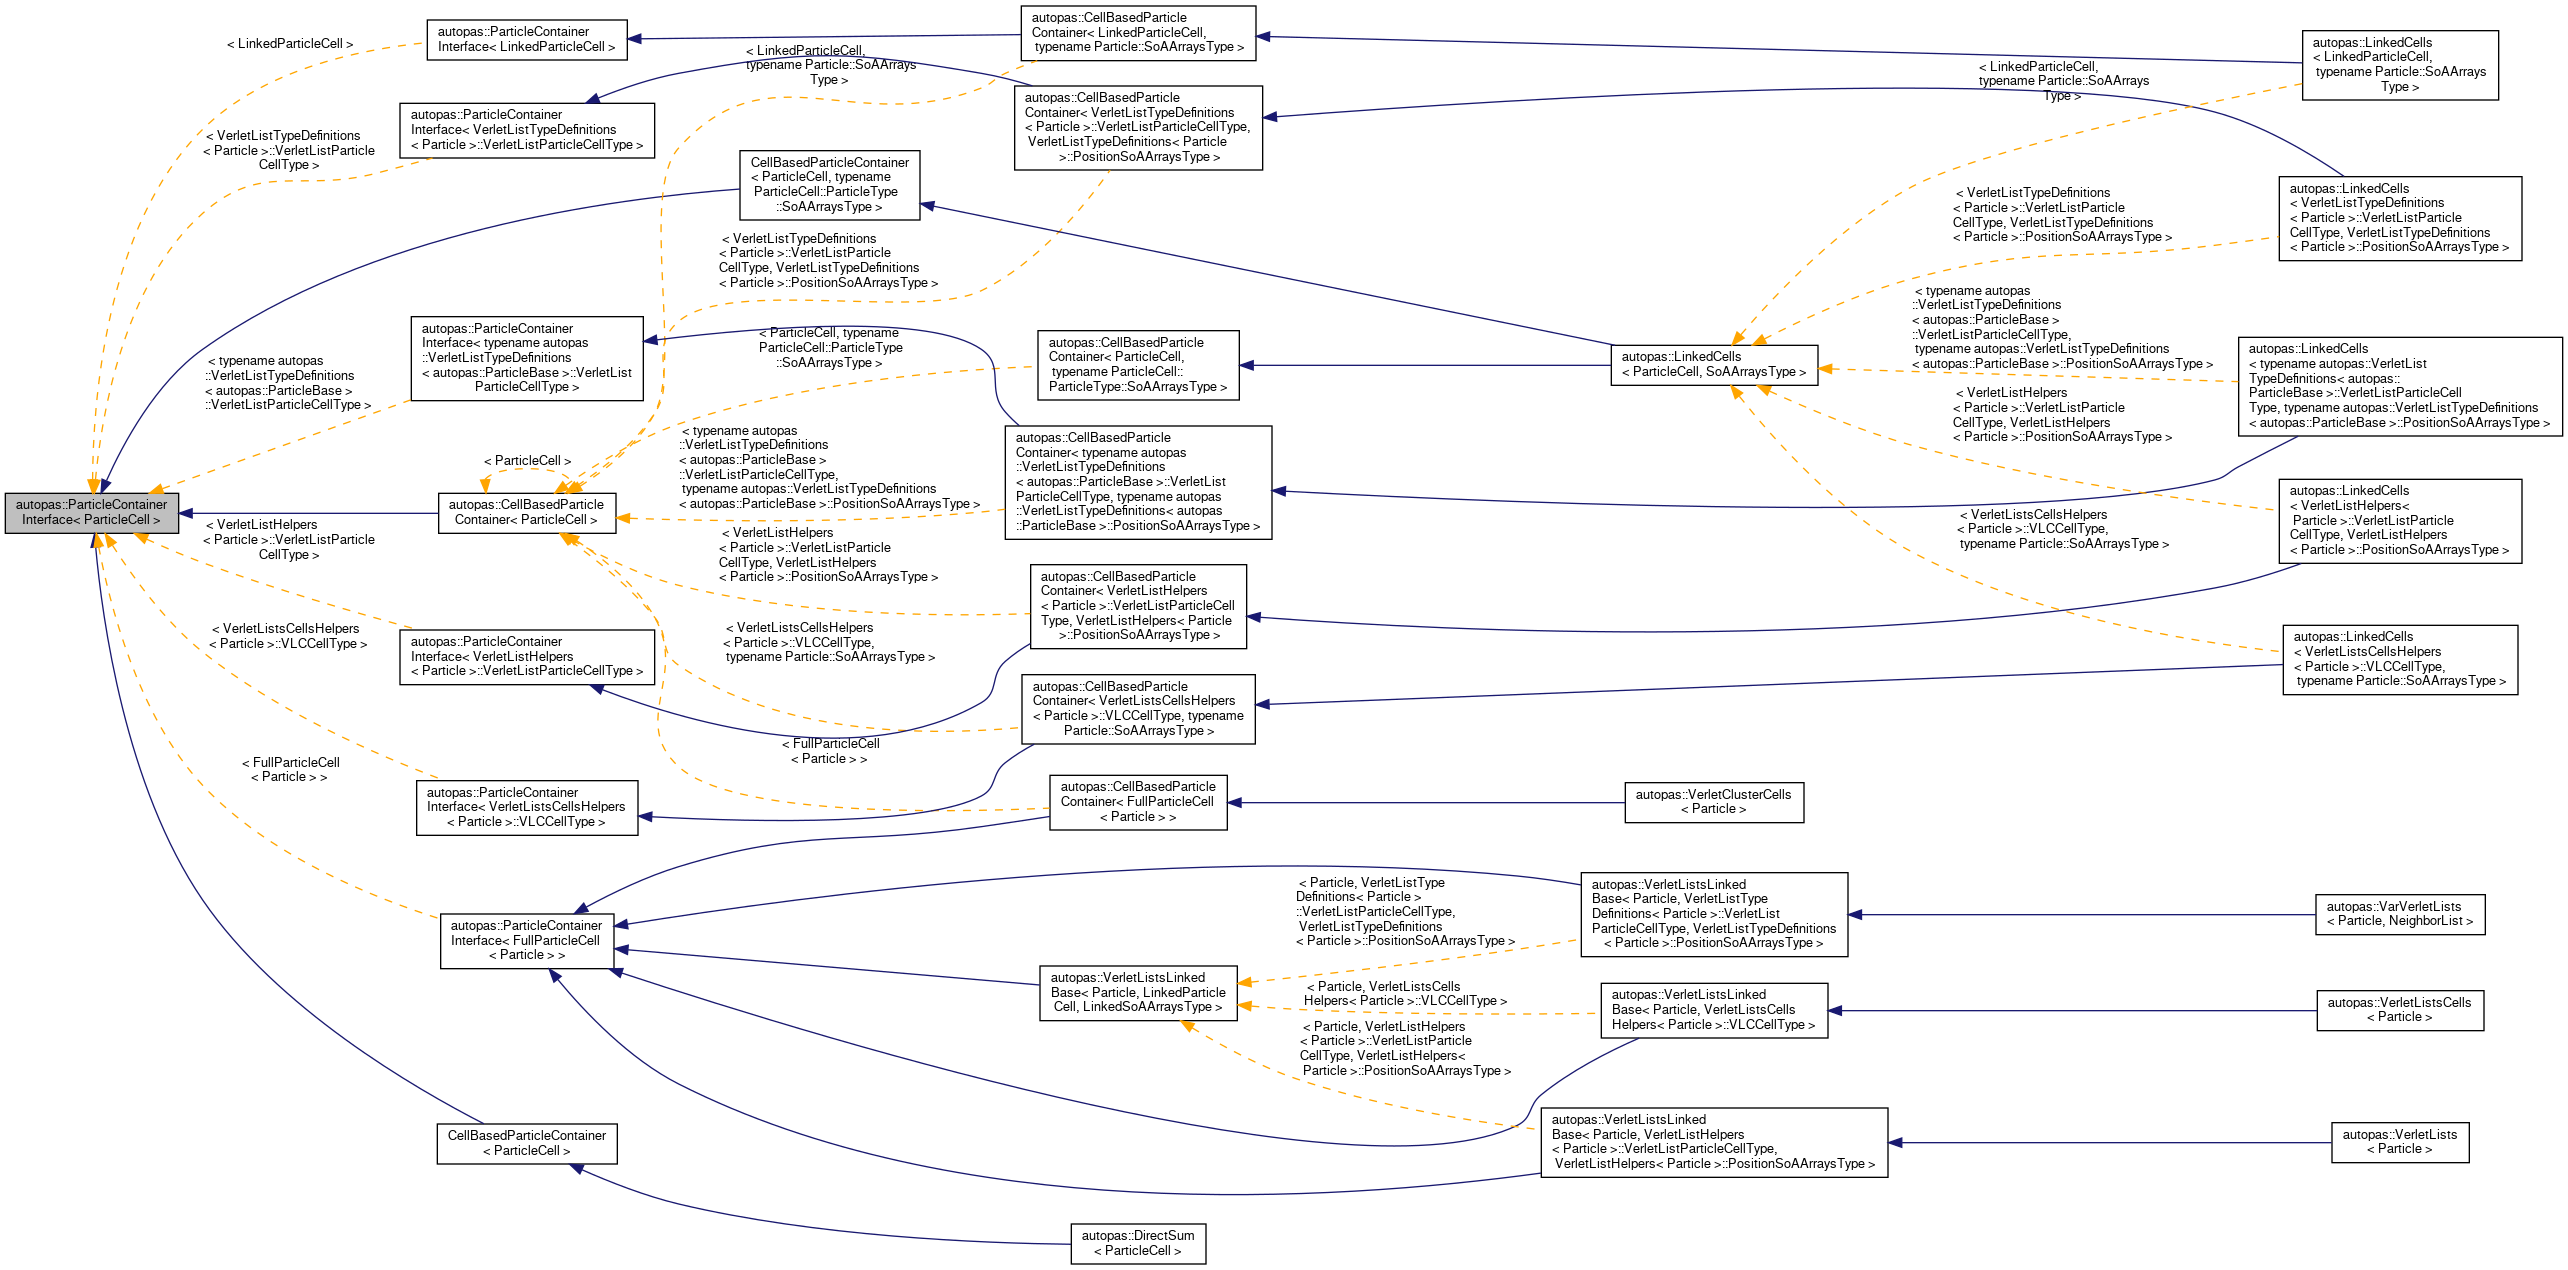 autopas::ParticleContainer
Interface< ParticleCell >
< LinkedParticleCell >
< VerletListTypeDefinitions
< Particle >::VerletListParticle
CellType >
< typename autopas
::VerletListTypeDefinitions
< autopas::ParticleBase >
::VerletListParticleCellType >
< VerletListHelpers
< Particle >::VerletListParticle
CellType >
< VerletListsCellsHelpers
< Particle >::VLCCellType >
< FullParticleCell
< Particle > >
autopas::ParticleContainer
Interface< LinkedParticleCell >
autopas::ParticleContainer
Interface< VerletListTypeDefinitions
< Particle >::VerletListParticleCellType >
autopas::ParticleContainer
Interface< typename autopas
::VerletListTypeDefinitions
< autopas::ParticleBase >::VerletList
ParticleCellType >
< ParticleCell >
autopas::CellBasedParticle
Container< ParticleCell >
autopas::ParticleContainer
Interface< VerletListHelpers
< Particle >::VerletListParticleCellType >
autopas::ParticleContainer
Interface< VerletListsCellsHelpers
< Particle >::VLCCellType >
autopas::ParticleContainer
Interface< FullParticleCell
< Particle > >
CellBasedParticleContainer
< ParticleCell >
< LinkedParticleCell,
typename Particle::SoAArrays
Type >
CellBasedParticleContainer
< ParticleCell, typename
ParticleCell::ParticleType
::SoAArraysType >
< VerletListTypeDefinitions
< Particle >::VerletListParticle
CellType, VerletListTypeDefinitions
< Particle >::PositionSoAArraysType >
< ParticleCell, typename
ParticleCell::ParticleType
::SoAArraysType >
< typename autopas
::VerletListTypeDefinitions
< autopas::ParticleBase >
::VerletListParticleCellType,
typename autopas::VerletListTypeDefinitions
< autopas::ParticleBase >::PositionSoAArraysType >
< VerletListHelpers
< Particle >::VerletListParticle
CellType, VerletListHelpers
< Particle >::PositionSoAArraysType >
< VerletListsCellsHelpers
< Particle >::VLCCellType,
typename Particle::SoAArraysType >
< FullParticleCell
< Particle > >
autopas::CellBasedParticle
Container< LinkedParticleCell,
typename Particle::SoAArraysType >
autopas::CellBasedParticle
Container< VerletListTypeDefinitions
< Particle >::VerletListParticleCellType,
VerletListTypeDefinitions< Particle
>::PositionSoAArraysType >
autopas::CellBasedParticle
Container< ParticleCell,
typename ParticleCell::
ParticleType::SoAArraysType >
autopas::CellBasedParticle
Container< typename autopas
::VerletListTypeDefinitions
< autopas::ParticleBase >::VerletList
ParticleCellType, typename autopas
::VerletListTypeDefinitions< autopas
::ParticleBase >::PositionSoAArraysType >
autopas::CellBasedParticle
Container< VerletListHelpers
< Particle >::VerletListParticleCell
Type, VerletListHelpers< Particle
>::PositionSoAArraysType >
autopas::CellBasedParticle
Container< VerletListsCellsHelpers
< Particle >::VLCCellType, typename
Particle::SoAArraysType >
autopas::CellBasedParticle
Container< FullParticleCell
< Particle > >
autopas::VerletListsLinked
Base< Particle, LinkedParticle
Cell, LinkedSoAArraysType >
autopas::DirectSum
< ParticleCell >
< Particle, VerletListType
Definitions< Particle >
::VerletListParticleCellType,
VerletListTypeDefinitions
< Particle >::PositionSoAArraysType >
< Particle, VerletListsCells
Helpers< Particle >::VLCCellType >
< Particle, VerletListHelpers
< Particle >::VerletListParticle
CellType, VerletListHelpers<
Particle >::PositionSoAArraysType >
autopas::LinkedCells
< ParticleCell, SoAArraysType >
autopas::VerletClusterCells
< Particle >
autopas::VerletListsLinked
Base< Particle, VerletListType
Definitions< Particle >::VerletList
ParticleCellType, VerletListTypeDefinitions
< Particle >::PositionSoAArraysType >
autopas::VerletListsLinked
Base< Particle, VerletListsCells
Helpers< Particle >::VLCCellType >
autopas::VerletListsLinked
Base< Particle, VerletListHelpers
< Particle >::VerletListParticleCellType,
VerletListHelpers< Particle >::PositionSoAArraysType >
< LinkedParticleCell,
typename Particle::SoAArrays
Type >
< VerletListTypeDefinitions
< Particle >::VerletListParticle
CellType, VerletListTypeDefinitions
< Particle >::PositionSoAArraysType >
< typename autopas
::VerletListTypeDefinitions
< autopas::ParticleBase >
::VerletListParticleCellType,
typename autopas::VerletListTypeDefinitions
< autopas::ParticleBase >::PositionSoAArraysType >
< VerletListHelpers
< Particle >::VerletListParticle
CellType, VerletListHelpers
< Particle >::PositionSoAArraysType >
< VerletListsCellsHelpers
< Particle >::VLCCellType,
typename Particle::SoAArraysType >
autopas::LinkedCells
< LinkedParticleCell,
typename Particle::SoAArrays
Type >
autopas::LinkedCells
< VerletListTypeDefinitions
< Particle >::VerletListParticle
CellType, VerletListTypeDefinitions
< Particle >::PositionSoAArraysType >
autopas::LinkedCells
< typename autopas::VerletList
TypeDefinitions< autopas::
ParticleBase >::VerletListParticleCell
Type, typename autopas::VerletListTypeDefinitions
< autopas::ParticleBase >::PositionSoAArraysType >
autopas::LinkedCells
< VerletListHelpers<
Particle >::VerletListParticle
CellType, VerletListHelpers
< Particle >::PositionSoAArraysType >
autopas::LinkedCells
< VerletListsCellsHelpers
< Particle >::VLCCellType,
typename Particle::SoAArraysType >
autopas::VarVerletLists
< Particle, NeighborList >
autopas::VerletListsCells
< Particle >
autopas::VerletLists
< Particle >